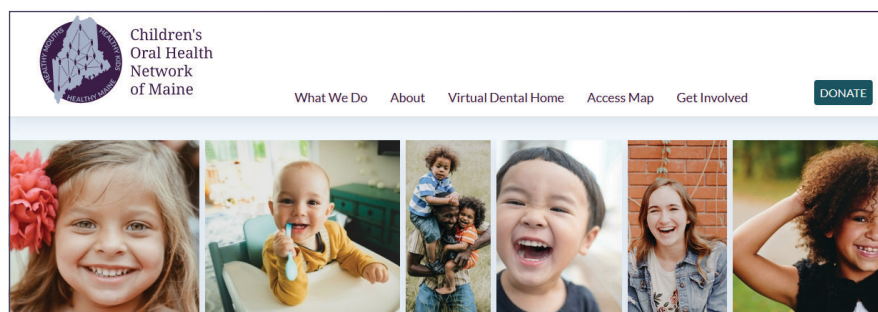 HEALTHY MOUTHS
HEALTHY KIDS
HEALTHY MAINE
Children's
Oral Health
Network
of Maine
What We Do About Virtual Dental Home Access Map Get Involved DONATE